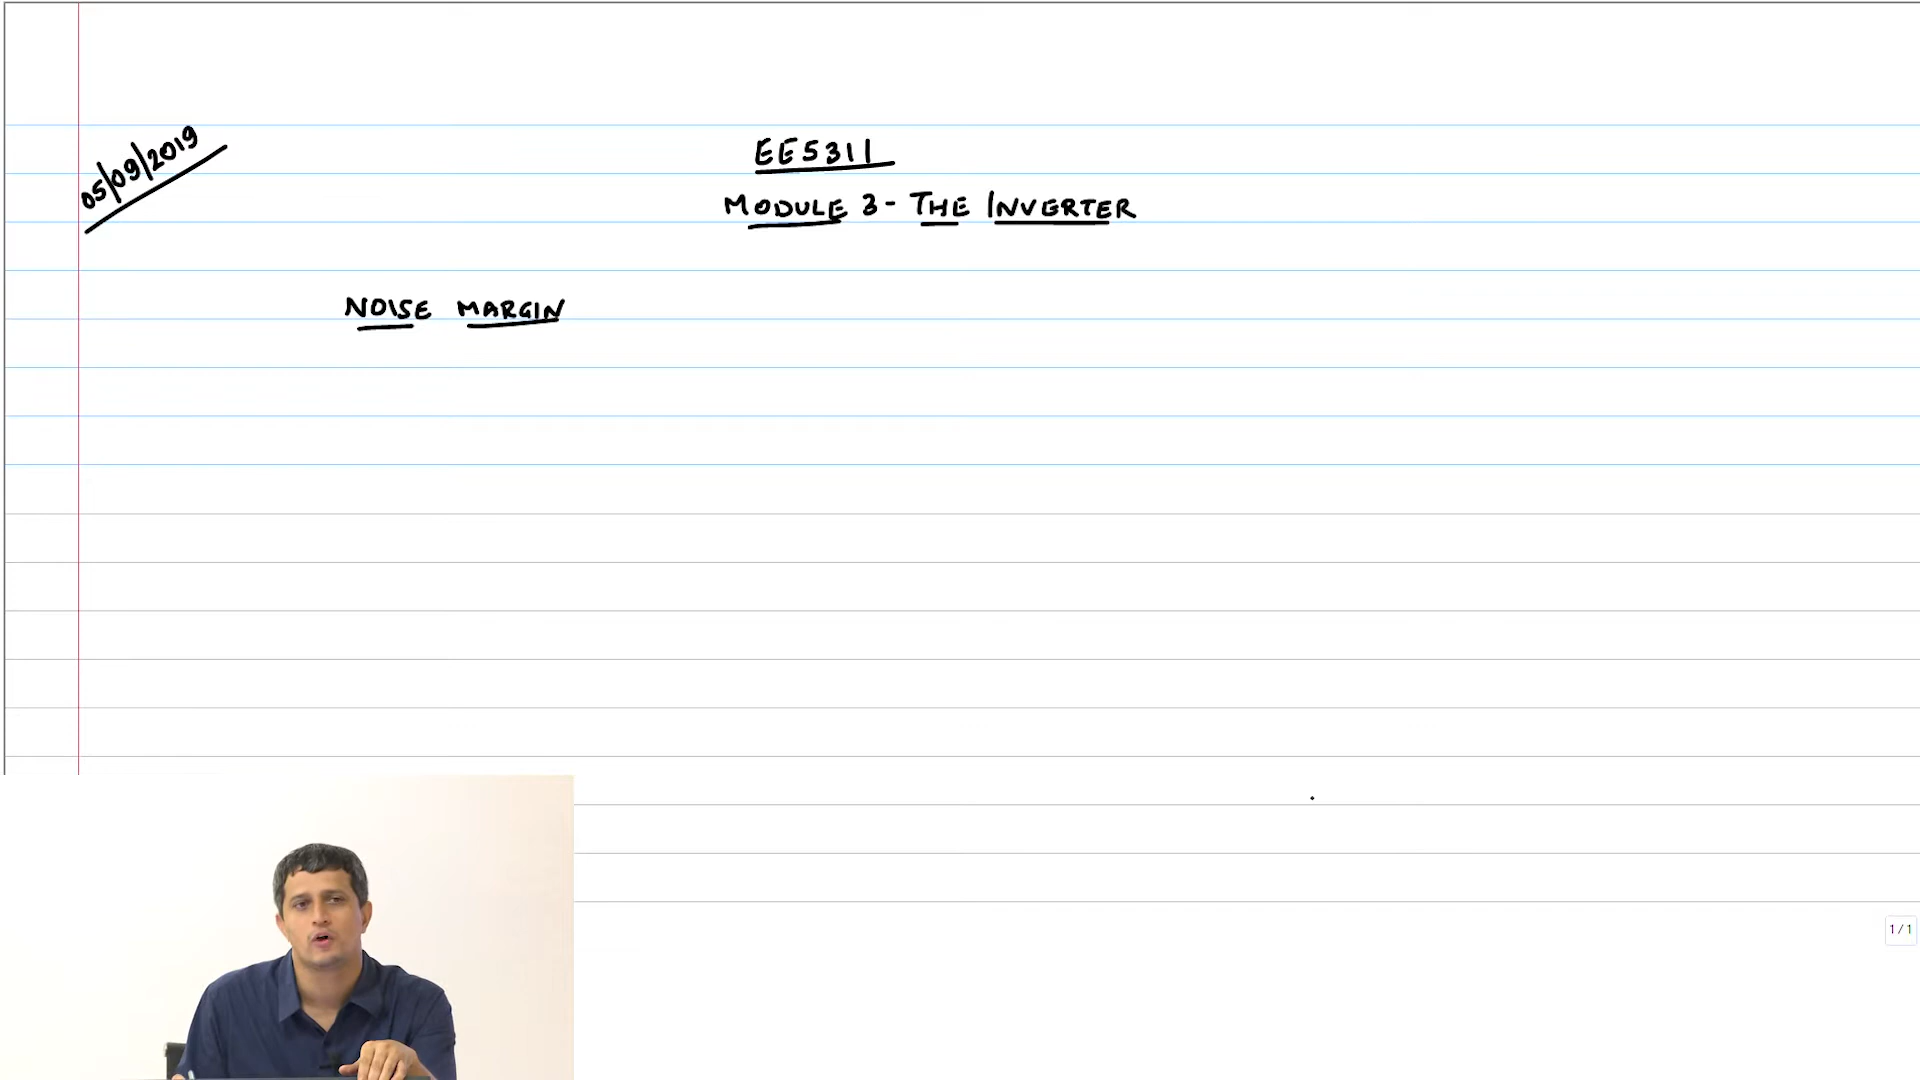 05/09/2019
EE5311
MODULE 3 - THE INVERTER
NOISE MARGIN
1 / 1